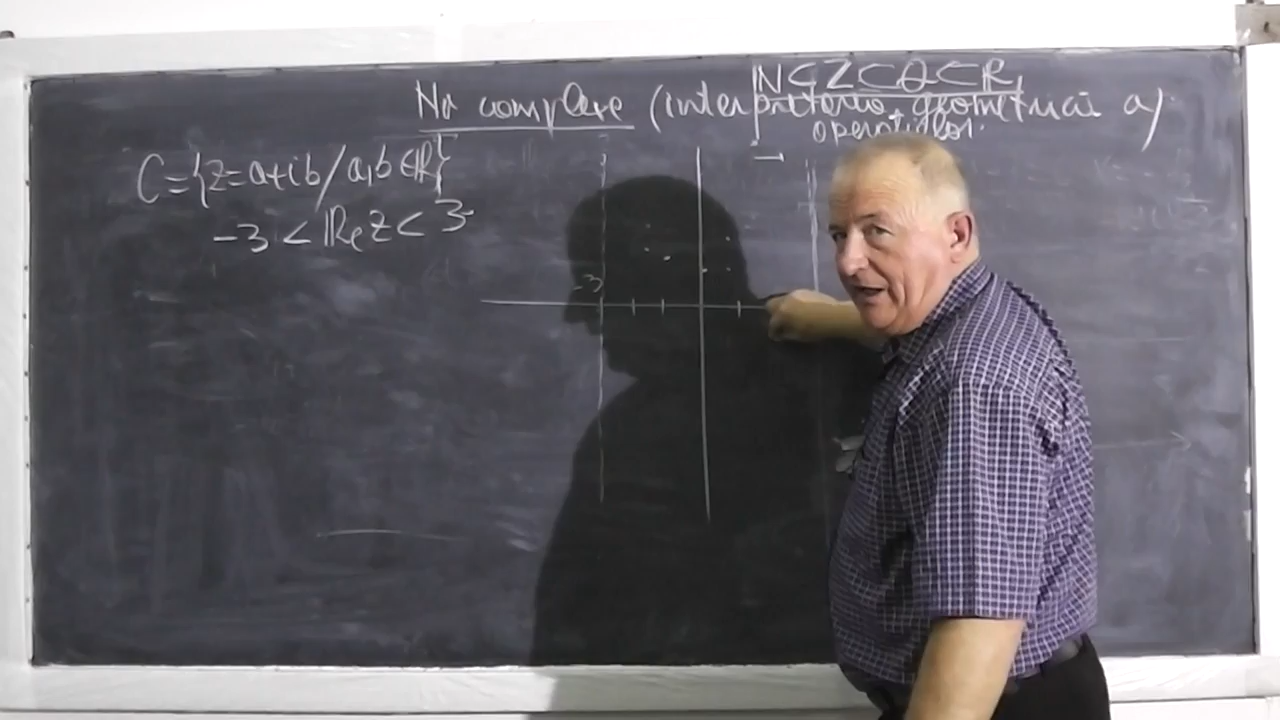 ℕ⊂ℤ⊂ℚ⊂ℝ
Nr complexe (interpretarea geometrică a
operațiilor)
C={z=a+ib/a,b∈ℝ}
-3<Re z<3
-3